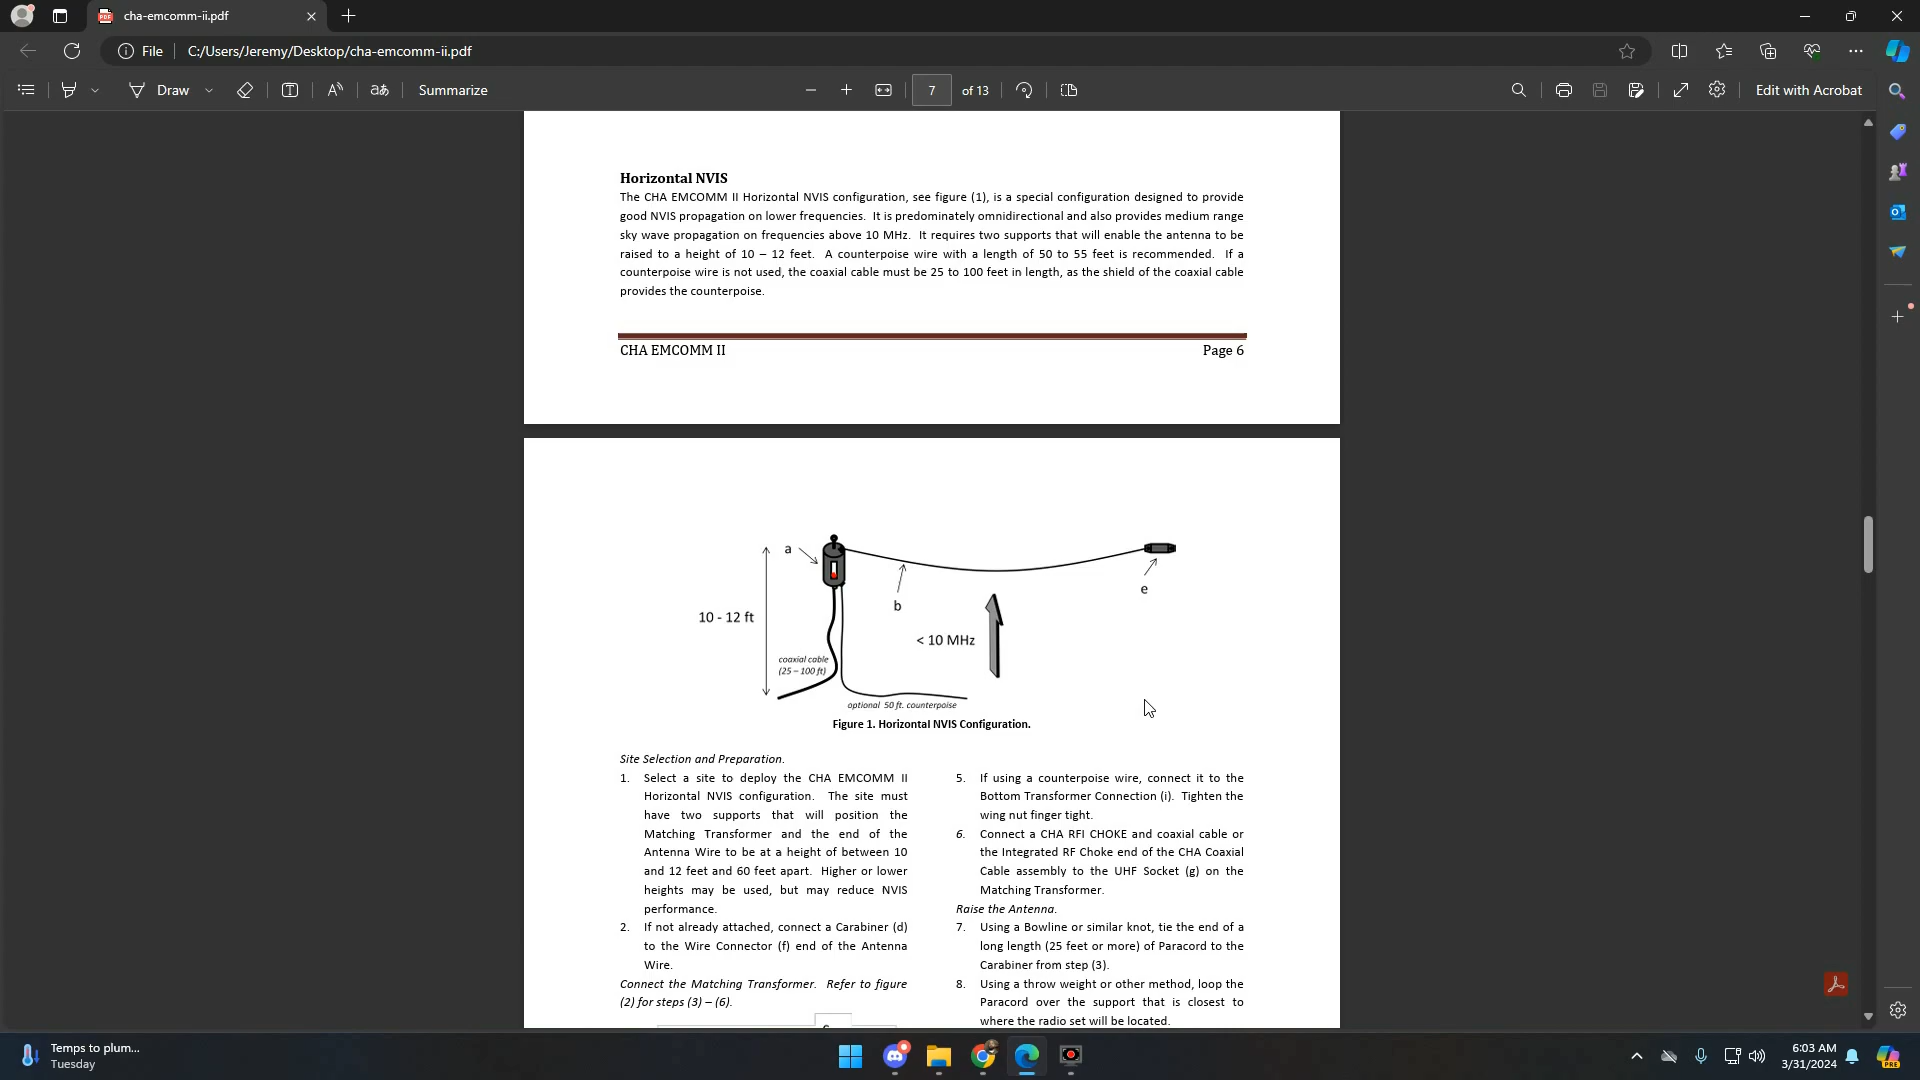 cha-emcomm-ii.pdf
File
C:/Users/Jeremy/Desktop/cha-emcomm-ii.pdf
Draw
Summarize
7 of 13
Edit with Acrobat
Horizontal NVIS
The CHA EMCOMM II Horizontal NVIS configuration, see figure (1), is a special configuration designed to provide
good NVIS propagation on lower frequencies. It is predominately omnidirectional and also provides medium range
sky wave propagation on frequencies above 10 MHz. It requires two supports that will enable the antenna to be
raised to a height of 10 – 12 feet. A counterpoise wire with a length of 50 to 55 feet is recommended. If a
counterpoise wire is not used, the coaxial cable must be 25 to 100 feet in length, as the shield of the coaxial cable
provides the counterpoise.
CHA EMCOMM II Page 6
a
b
e
10 - 12 ft
< 10 MHz
coaxial cable
(25 – 100 ft)
optional 50 ft. counterpoise
Figure 1. Horizontal NVIS Configuration.
Site Selection and Preparation.
1. Select a site to deploy the CHA EMCOMM II
Horizontal NVIS configuration. The site must
have two supports that will position the
Matching Transformer and the end of the
Antenna Wire to be at a height of between 10
and 12 feet and 60 feet apart. Higher or lower
heights may be used, but may reduce NVIS
performance.
2. If not already attached, connect a Carabiner (d)
to the Wire Connector (f) end of the Antenna
Wire.
Connect the Matching Transformer. Refer to figure
(2) for steps (3) – (6).
5. If using a counterpoise wire, connect it to the
Bottom Transformer Connection (i). Tighten the
wing nut finger tight.
6. Connect a CHA RFI CHOKE and coaxial cable or
the Integrated RF Choke end of the CHA Coaxial
Cable assembly to the UHF Socket (g) on the
Matching Transformer.
Raise the Antenna.
7. Using a Bowline or similar knot, tie the end of a
long length (25 feet or more) of Paracord to the
Carabiner from step (3).
8. Using a throw weight or other method, loop the
Paracord over the support that is closest to
where the radio set will be located.
Temps to plum...
Tuesday
6:03 AM
3/31/2024